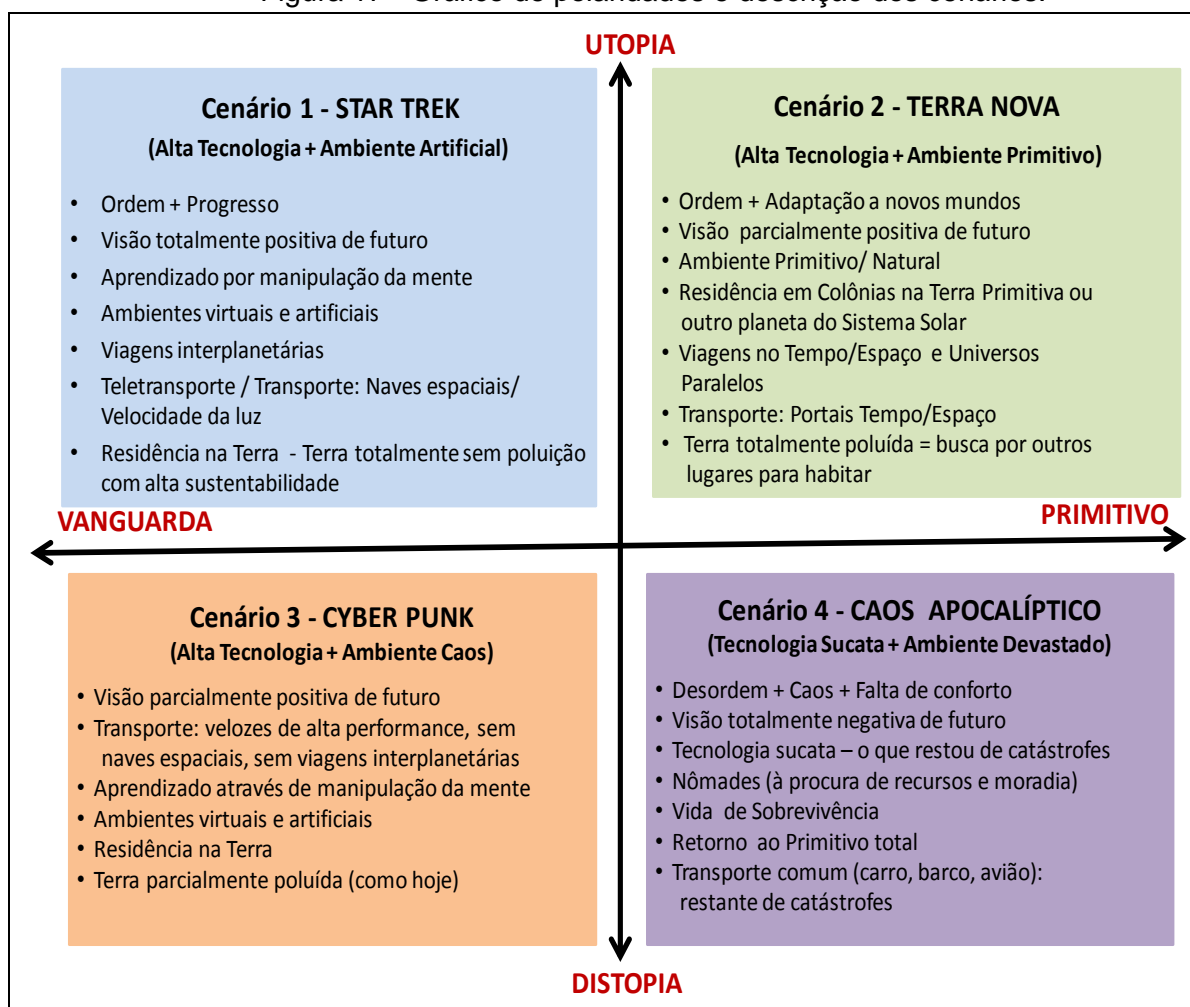 UTOPIA
Cenário 1 - STAR TREK
(Alta Tecnologia + Ambiente Artificial)
• Ordem + Progresso
• Visão totalmente positiva de futuro
• Aprendizado por manipulação da mente
• Ambientes virtuais e artificiais
• Viagens interplanetárias
• Teletransporte / Transporte: Naves espaciais/
Velocidade da luz
• Residência na Terra - Terra totalmente sem poluição
com alta sustentabilidade
Cenário 2 - TERRA NOVA
(Alta Tecnologia + Ambiente Primitivo)
• Ordem + Adaptação a novos mundos
• Visão parcialmente positiva de futuro
• Ambiente Primitivo/ Natural
• Residência em Colônias na Terra Primitiva ou
outro planeta do Sistema Solar
• Viagens no Tempo/Espaço e Universos
Paralelos
• Transporte: Portais Tempo/Espaço
• Terra totalmente poluída = busca por outros
lugares para habitar
VANGUARDA
PRIMITIVO
Cenário 3 - CYBER PUNK
(Alta Tecnologia + Ambiente Caos)
• Visão parcialmente positiva de futuro
• Transporte: velozes de alta performance, sem
naves espaciais, sem viagens interplanetárias
• Aprendizado através de manipulação da mente
• Ambientes virtuais e artificiais
• Residência na Terra
• Terra parcialmente poluída (como hoje)
Cenário 4 - CAOS APOCALÍPTICO
(Tecnologia Sucata + Ambiente Devastado)
• Desordem + Caos + Falta de conforto
• Visão totalmente negativa de futuro
• Tecnologia sucata – o que restou de catástrofes
• Nômades (à procura de recursos e moradia)
• Vida de Sobrevivência
• Retorno ao Primitivo total
• Transporte comum (carro, barco, avião):
restante de catástrofes
DISTOPIA